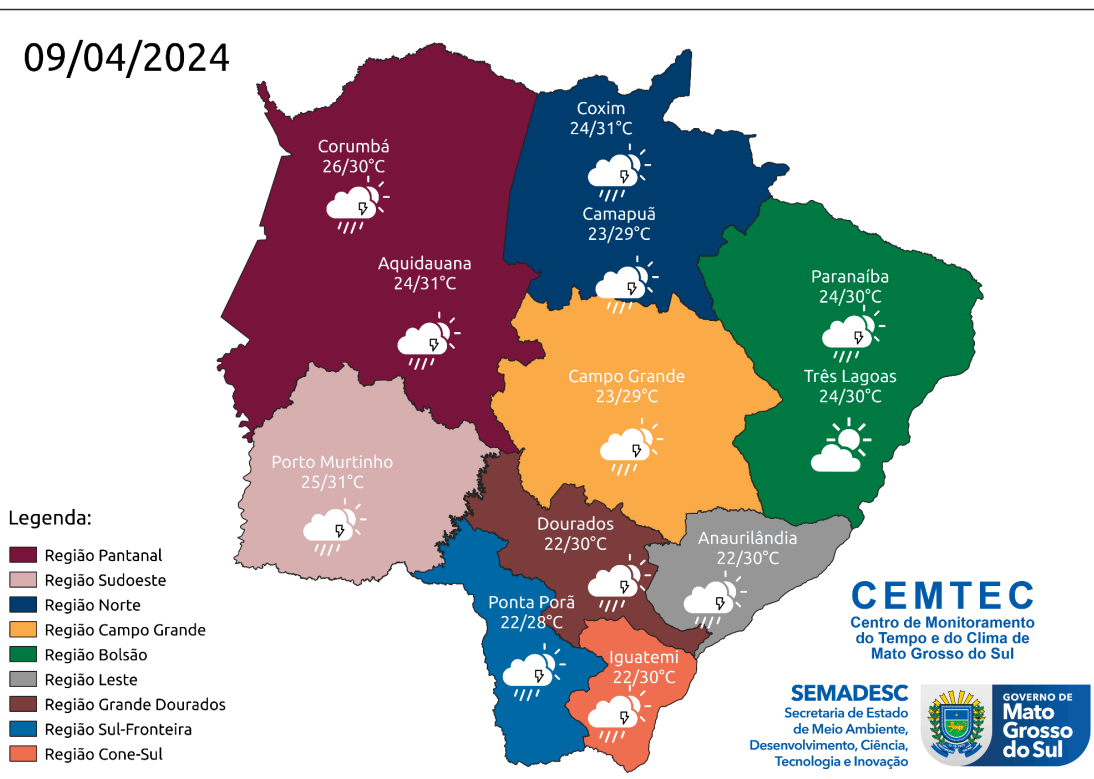 09/04/2024
Corumbá
26/30°C
Coxim
24/31°C
Camapuã
23/29°C
Aquidauana
24/31°C
Paranaíba
24/30°C
Campo Grande
23/29°C
Três Lagoas
24/30°C
Porto Murtinho
25/31°C
Dourados
22/30°C
Anaurilândia
22/30°C
Ponta Porã
22/28°C
Iguatemi
22/30°C
Legenda:
Região Pantanal
Região Sudoeste
Região Norte
Região Campo Grande
Região Bolsão
Região Leste
Região Grande Dourados
Região Sul-Fronteira
Região Cone-Sul
CEMTEC
Centro de Monitoramento
do Tempo e do Clima de
Mato Grosso do Sul
SEMADESC
Secretaria de Estado
de Meio Ambiente,
Desenvolvimento, Ciência,
Tecnologia e Inovação
GOVERNO DE
Mato
Grosso
do Sul